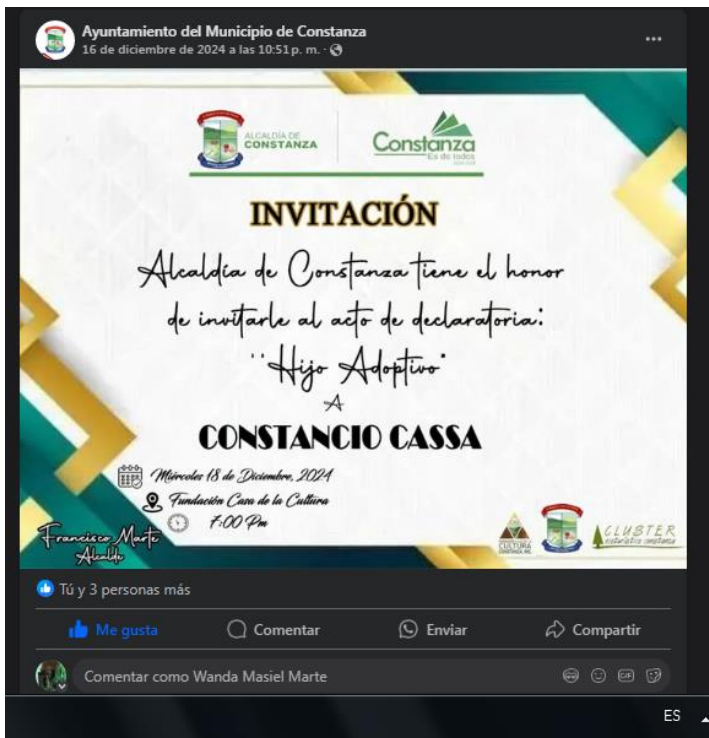 Ayuntamiento del Municipio de Constanza
16 de diciembre de 2024 a las 10:51 p. m. ·
ALCALDÍA DE
CONSTANZA
Constanza
Es de todos
INVITACIÓN
Alcaldía de Constanza tiene el honor
de invitarle al acto de declaratoria:
''Hijo Adoptivo"
A
CONSTANCIO CASSA
Miércoles 18 de Diciembre, 2024
Fundación Casa de la Cultura
7:00 Pm
Francisco Marte
Alcalde
CULTURA
CLUBTER
Tú y 3 personas más
Me gusta
Comentar
Enviar
Compartir
Comentar como Wanda Masiel Marte
GIF
ES